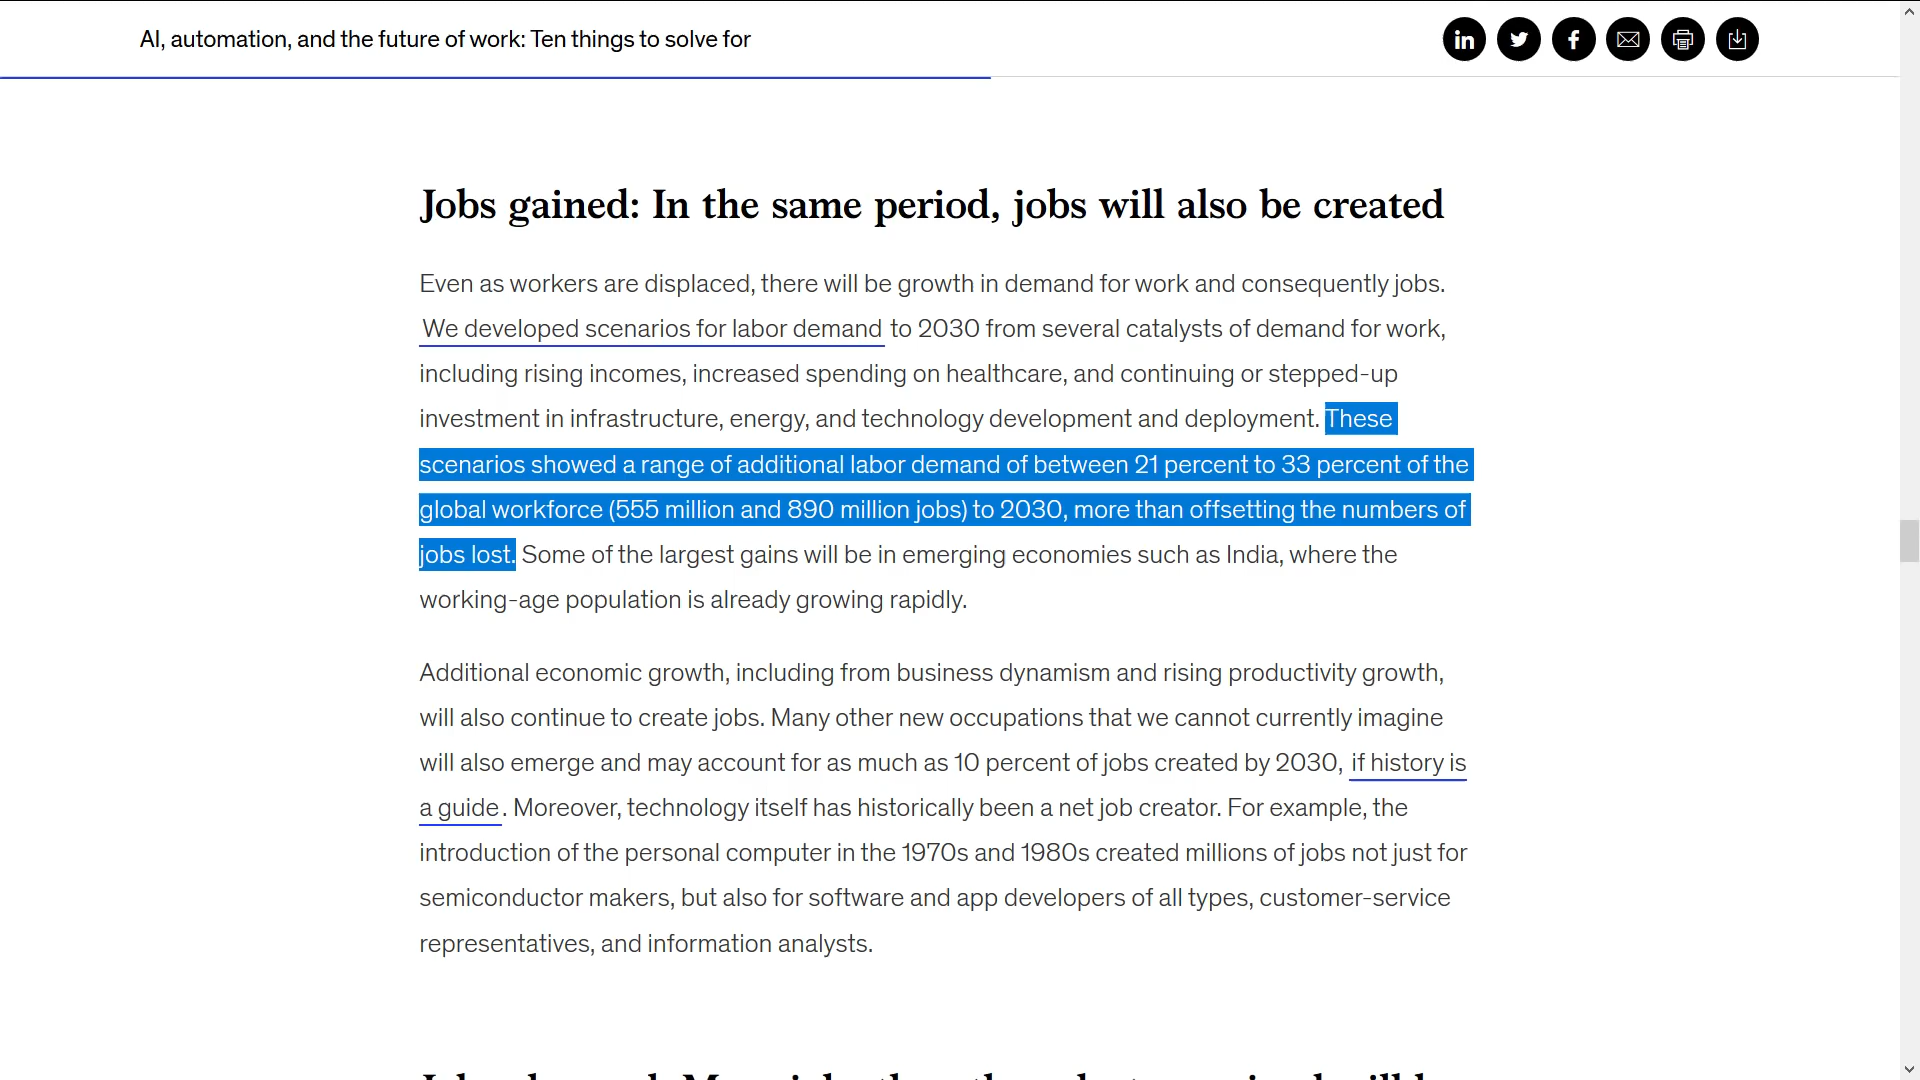 AI, automation, and the future of work: Ten things to solve for
Jobs gained: In the same period, jobs will also be created
Even as workers are displaced, there will be growth in demand for work and consequently jobs.
We developed scenarios for labor demand to 2030 from several catalysts of demand for work,
including rising incomes, increased spending on healthcare, and continuing or stepped-up
investment in infrastructure, energy, and technology development and deployment. These
scenarios showed a range of additional labor demand of between 21 percent to 33 percent of the
global workforce (555 million and 890 million jobs) to 2030, more than offsetting the numbers of
jobs lost. Some of the largest gains will be in emerging economies such as India, where the
working-age population is already growing rapidly.
Additional economic growth, including from business dynamism and rising productivity growth,
will also continue to create jobs. Many other new occupations that we cannot currently imagine
will also emerge and may account for as much as 10 percent of jobs created by 2030, if history is
a guide. Moreover, technology itself has historically been a net job creator. For example, the
introduction of the personal computer in the 1970s and 1980s created millions of jobs not just for
semiconductor makers, but also for software and app developers of all types, customer-service
representatives, and information analysts.